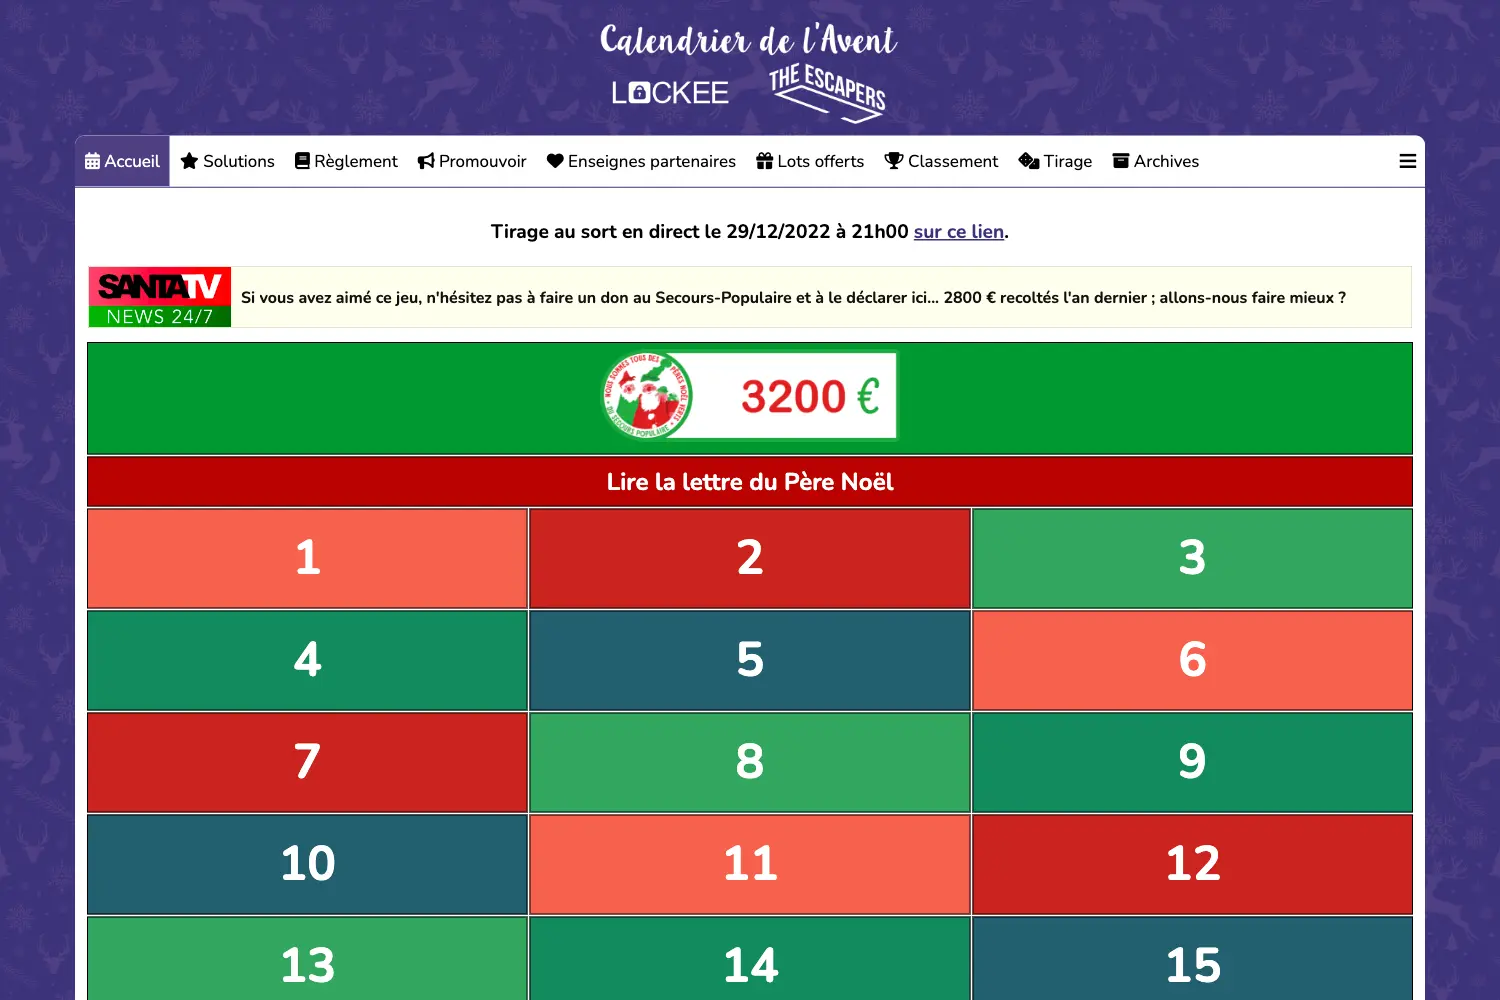 Calendrier de l'Avent
LOCKEE
THE ESCAPERS
Accueil Solutions Règlement Promouvoir Enseignes partenaires Lots offerts Classement Tirage Archives
Tirage au sort en direct le 29/12/2022 à 21h00 sur ce lien.
SANTATV
NEWS 24/7
Si vous avez aimé ce jeu, n'hésitez pas à faire un don au Secours-Populaire et à le déclarer ici... 2800 € recoltés l'an dernier ; allons-nous faire mieux ?
NOUS SOMMES TOUS DES PÈRES NOËL VERTS
DU SECOURS POPULAIRE
3200 €
Lire la lettre du Père Noël
1 2 3
4 5 6
7 8 9
10 11 12
13 14 15